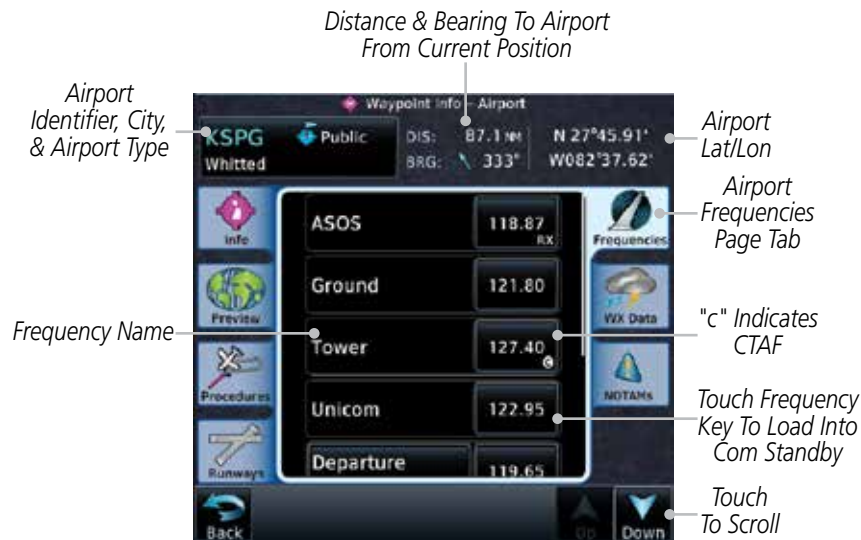 Distance & Bearing To Airport
From Current Position
Airport
Identifier, City,
& Airport Type
Waypoint Info – Airport
KSPG
Public
Whitted
DIS: 87.1 NM
BRG: 333°
N 27°45.91'
W082°37.62'
Airport
Lat/Lon
Airport
Frequencies
Page Tab
Info
Preview
Procedures
Runways
ASOS
118.87
RX
Ground
121.80
Tower
127.40
C
Unicom
122.95
Departure
119.65
Frequencies
WX Data
NOTAMs
Frequency Name
"c" Indicates
CTAF
Touch Frequency
Key To Load Into
Com Standby
Touch
To Scroll
Back
Up
Down